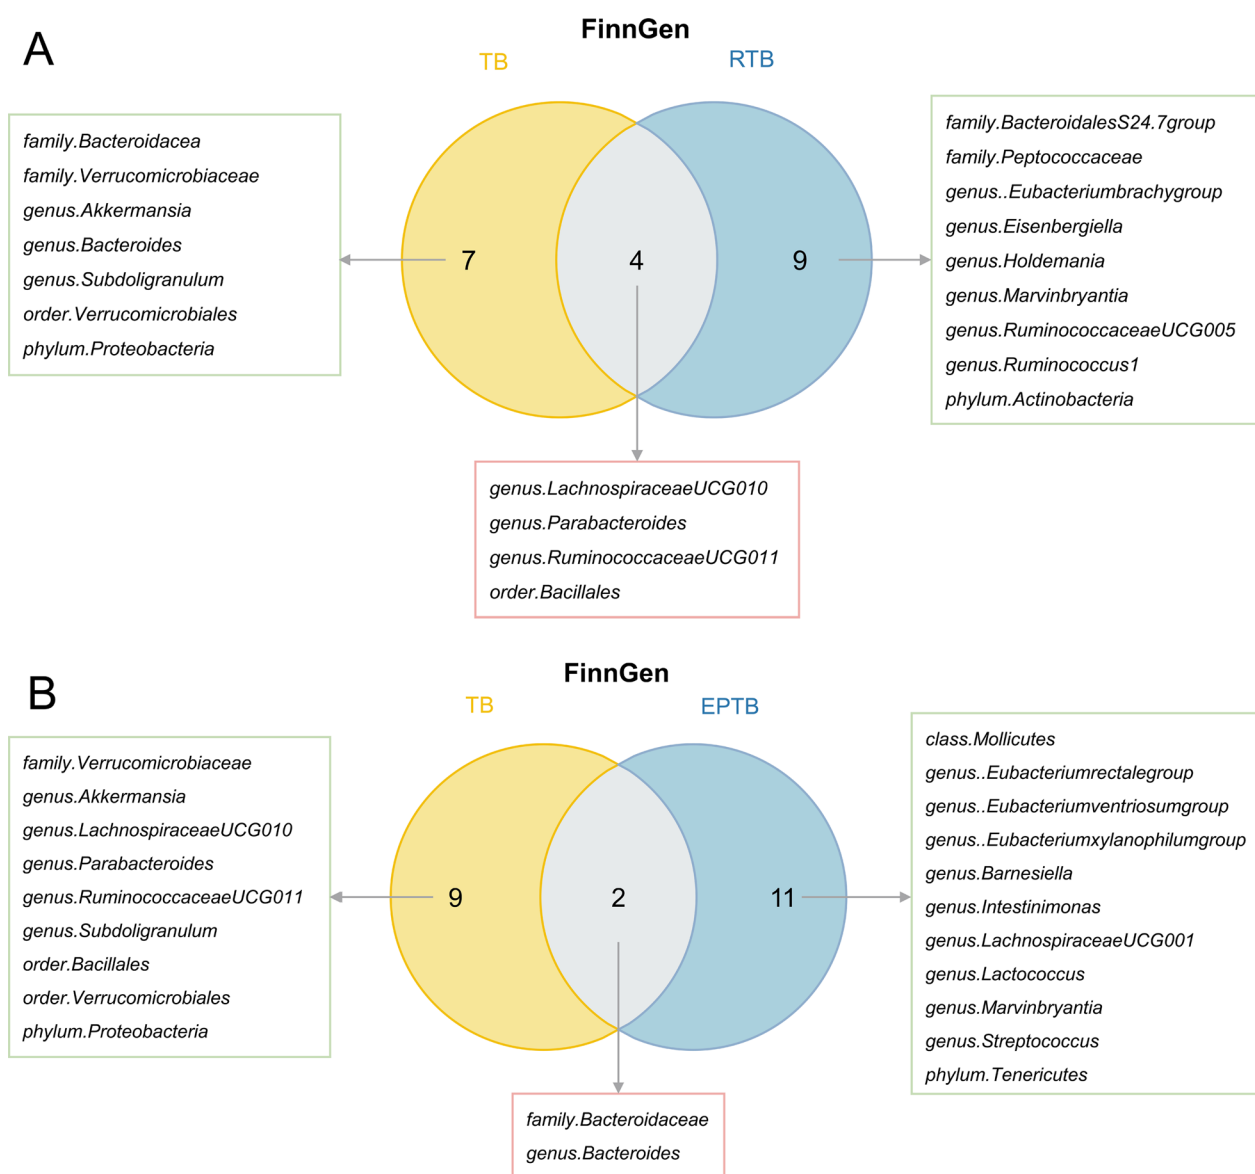 A
FinnGen
TB
RTB
family.Bacteroidacea
family.Verrucomicrobiaceae
genus.Akkermansia
genus.Bacteroides
genus.Subdoligranulum
order.Verrucomicrobiales
phylum.Proteobacteria
7
4
9
family.BacteroidalesS24.7group
family.Peptococcaceae
genus..Eubacteriumbrachygroup
genus.Eisenbergiella
genus.Holdemania
genus.Marvinbryantia
genus.RuminococcaceaeUCG005
genus.Ruminococcus1
phylum.Actinobacteria
genus.LachnospiraceaeUCG010
genus.Parabacteroides
genus.RuminococcaceaeUCG011
order.Bacillales
B
FinnGen
TB
EPTB
family.Verrucomicrobiaceae
genus.Akkermansia
genus.LachnospiraceaeUCG010
genus.Parabacteroides
genus.RuminococcaceaeUCG011
genus.Subdoligranulum
order.Bacillales
order.Verrucomicrobiales
phylum.Proteobacteria
9
2
11
class.Mollicutes
genus..Eubacteriumrectalegroup
genus..Eubacteriumventriosumgroup
genus..Eubacteriumxylanophilumgroup
genus.Barnesiella
genus.Intestinimonas
genus.LachnospiraceaeUCG001
genus.Lactococcus
genus.Marvinbryantia
genus.Streptococcus
phylum.Tenericutes
family.Bacteroidaceae
genus.Bacteroides